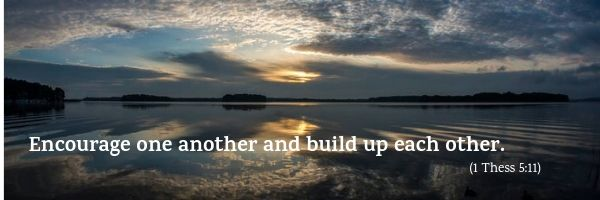 Encourage one another and build up each other.
(1 Thess 5:11)